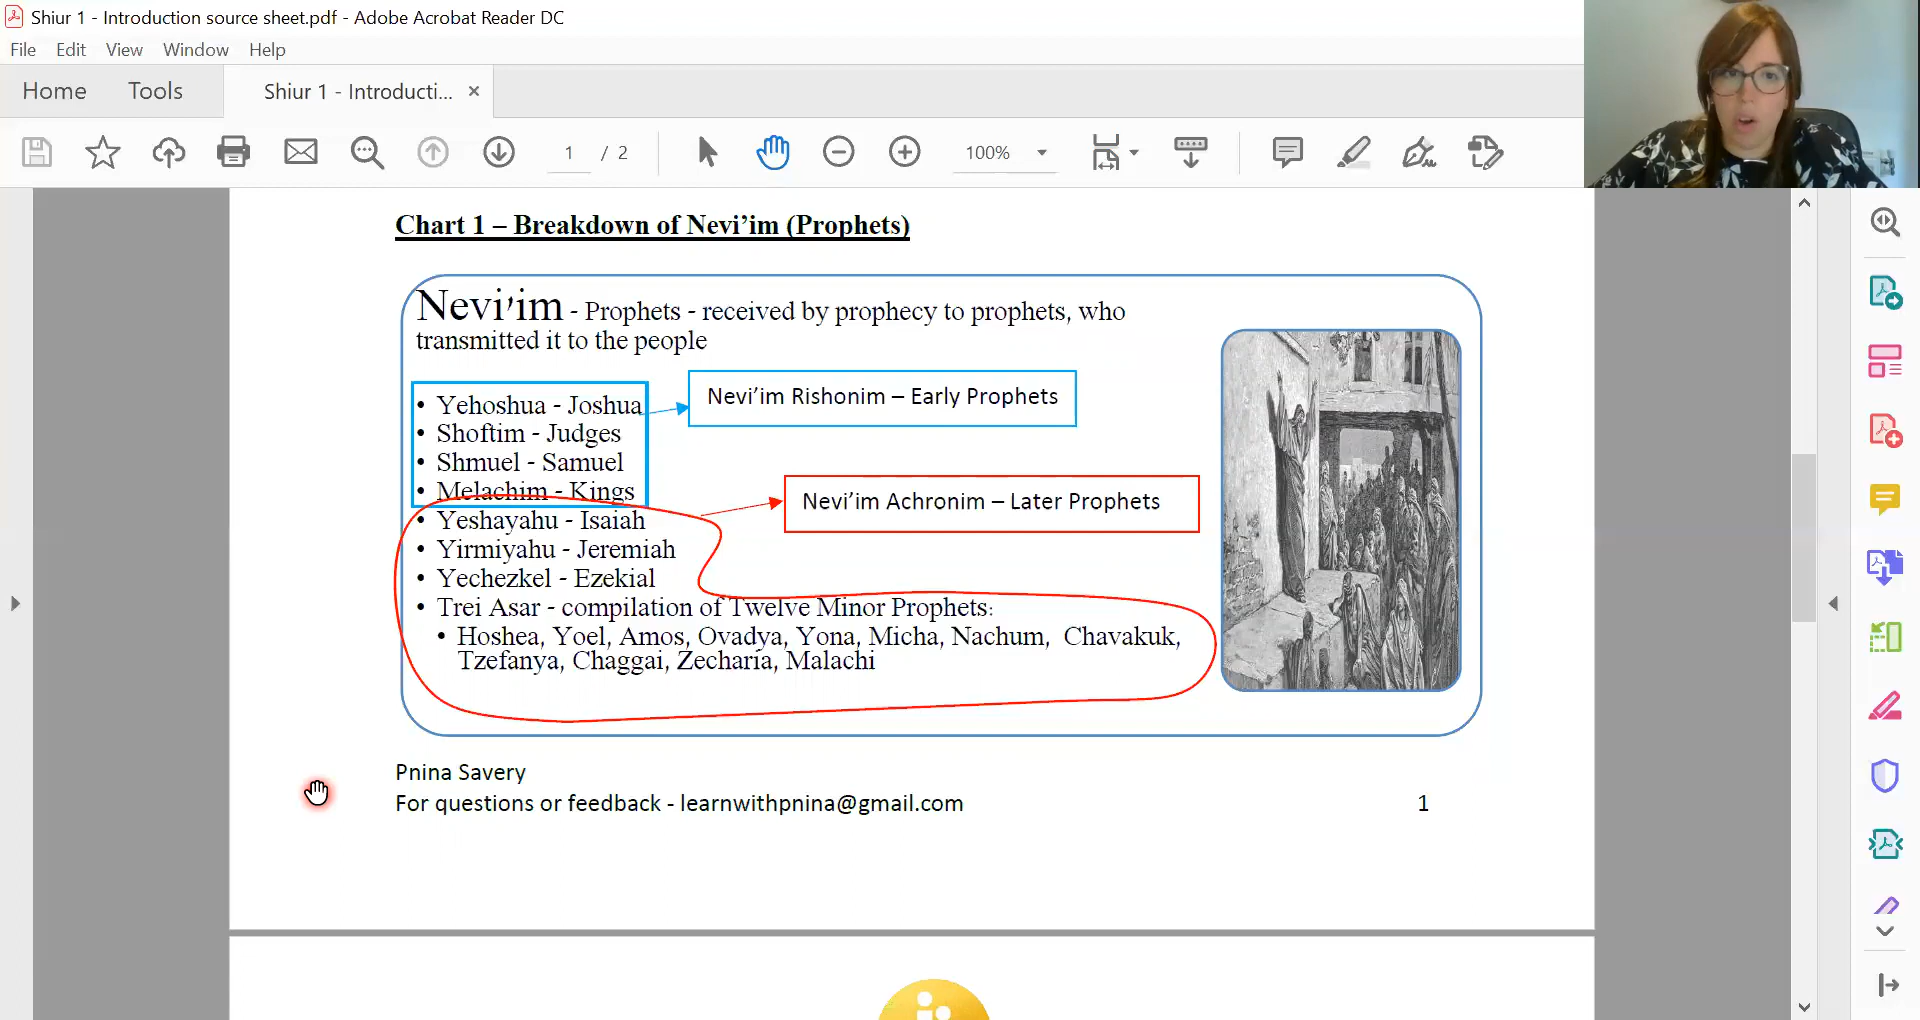 Shiur 1 - Introduction source sheet.pdf - Adobe Acrobat Reader DC
File Edit View Window Help
Home Tools Shiur 1 - Introducti... ×
1 / 2 100%
Chart 1 – Breakdown of Nevi’im (Prophets)
Nevi'im - Prophets - received by prophecy to prophets, who
transmitted it to the people
• Yehoshua - Joshua
Nevi’im Rishonim – Early Prophets
• Shoftim - Judges
• Shmuel - Samuel
• Melachim - Kings
Nevi’im Achronim – Later Prophets
• Yeshayahu - Isaiah
• Yirmiyahu - Jeremiah
• Yechezkel - Ezekial
• Trei Asar - compilation of Twelve Minor Prophets:
• Hoshea, Yoel, Amos, Ovadya, Yona, Micha, Nachum, Chavakuk,
Tzefanya, Chaggai, Zecharia, Malachi
Pnina Savery
For questions or feedback - learnwithpnina@gmail.com 1